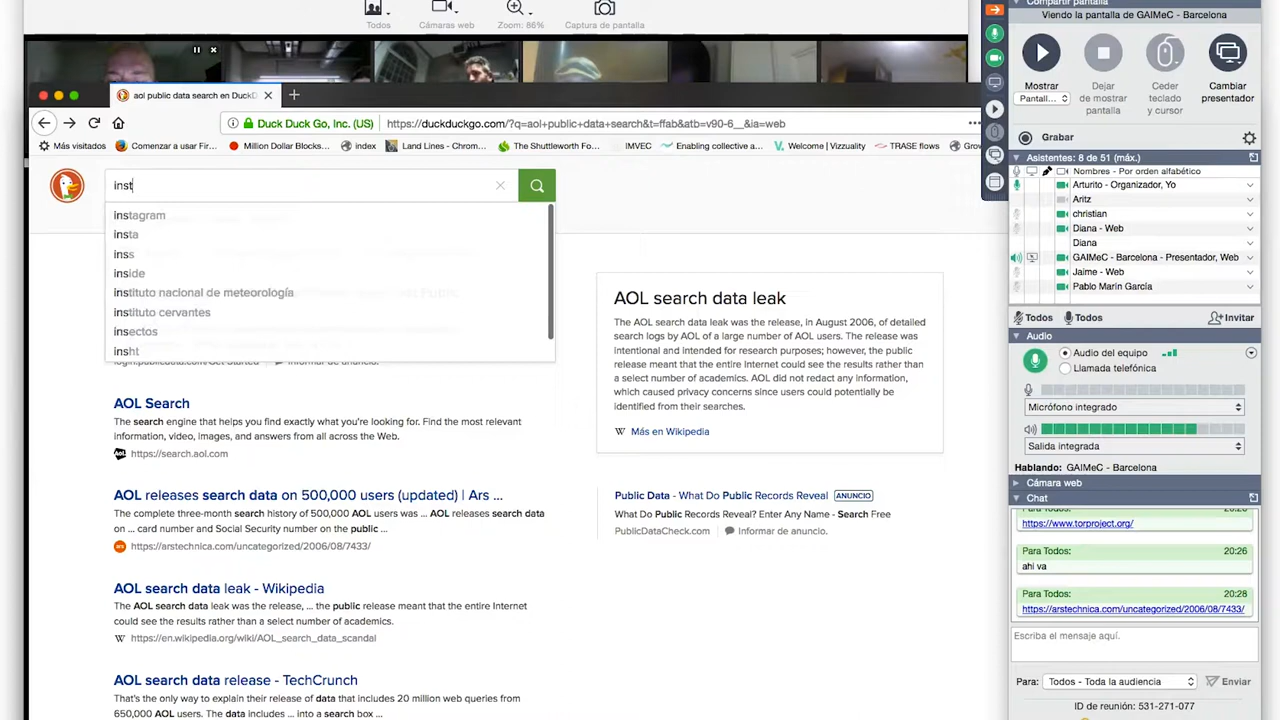 Todos
Cámaras web
Zoom: 86%
Captura de pantalla
aol public data search en DuckD
Duck Duck Go, Inc. (US)
https://duckduckgo.com/?q=aol+public+data+search&t=ffab&atb=v90-6__&ia=web
Más visitados
Comenzar a usar Fir...
Million Dollar Blocks...
index
Land Lines - Chrom...
The Shuttleworth Fo...
IMVEC
Enabling collective a...
Welcome | Vizzuality
TRASE flows
Grov
inst
instagram
insta
inss
inside
instituto nacional de meteorología
instituto cervantes
insectos
insht
Informar de anuncio.
AOL Search
The search engine that helps you find exactly what you're looking for. Find the most relevant
information, video, images, and answers from all across the Web.
https://search.aol.com
AOL releases search data on 500,000 users (updated) | Ars ...
The complete three-month search history of 500,000 AOL users was ... AOL releases search data
on ... card number and Social Security number on the public ...
https://arstechnica.com/uncategorized/2006/08/7433/
AOL search data leak - Wikipedia
The AOL search data leak was the release, ... the public release meant that the entire Internet
could see the results rather than a select number of academics.
https://en.wikipedia.org/wiki/AOL_search_data_scandal
AOL search data release - TechCrunch
That's the only way to explain their release of data that includes 20 million web queries from
650,000 AOL users. The data includes ... into a search box ...
AOL search data leak
The AOL search data leak was the release, in August 2006, of detailed
search logs by AOL of a large number of AOL users. The release was
intentional and intended for research purposes; however, the public
release meant that the entire Internet could see the results rather than
a select number of academics. AOL did not redact any information,
which caused privacy concerns since users could potentially be
identified from their searches.
Más en Wikipedia
Public Data - What Do Public Records Reveal ANUNCIO
What Do Public Records Reveal? Enter Any Name - Search Free
PublicDataCheck.com
Informar de anuncio.
Compartir pantalla
Viendo la pantalla de GAIMeC - Barcelona
Mostrar
Pantall...
Dejar
de mostrar
pantalla
Ceder
teclado
y cursor
Cambiar
presentador
Grabar
Asistentes: 8 de 51 (máx.)
Nombres - Por orden alfabético
Arturito - Organizador, Yo
Aritz
christian
Diana - Web
Diana
GAIMeC - Barcelona - Presentador, Web
Jaime - Web
Pablo Marín García
Todos
Todos
Invitar
Audio
Audio del equipo
Llamada telefónica
Micrófono integrado
Salida integrada
Hablando: GAIMeC - Barcelona
Cámara web
Chat
Para Todos:
https://www.torproject.org/
Para Todos: 20:26
ahi va
Para Todos: 20:28
https://arstechnica.com/uncategorized/2006/08/7433/
Escriba el mensaje aquí.
Para:
Todos - Toda la audiencia
Enviar
ID de reunión: 531-271-077